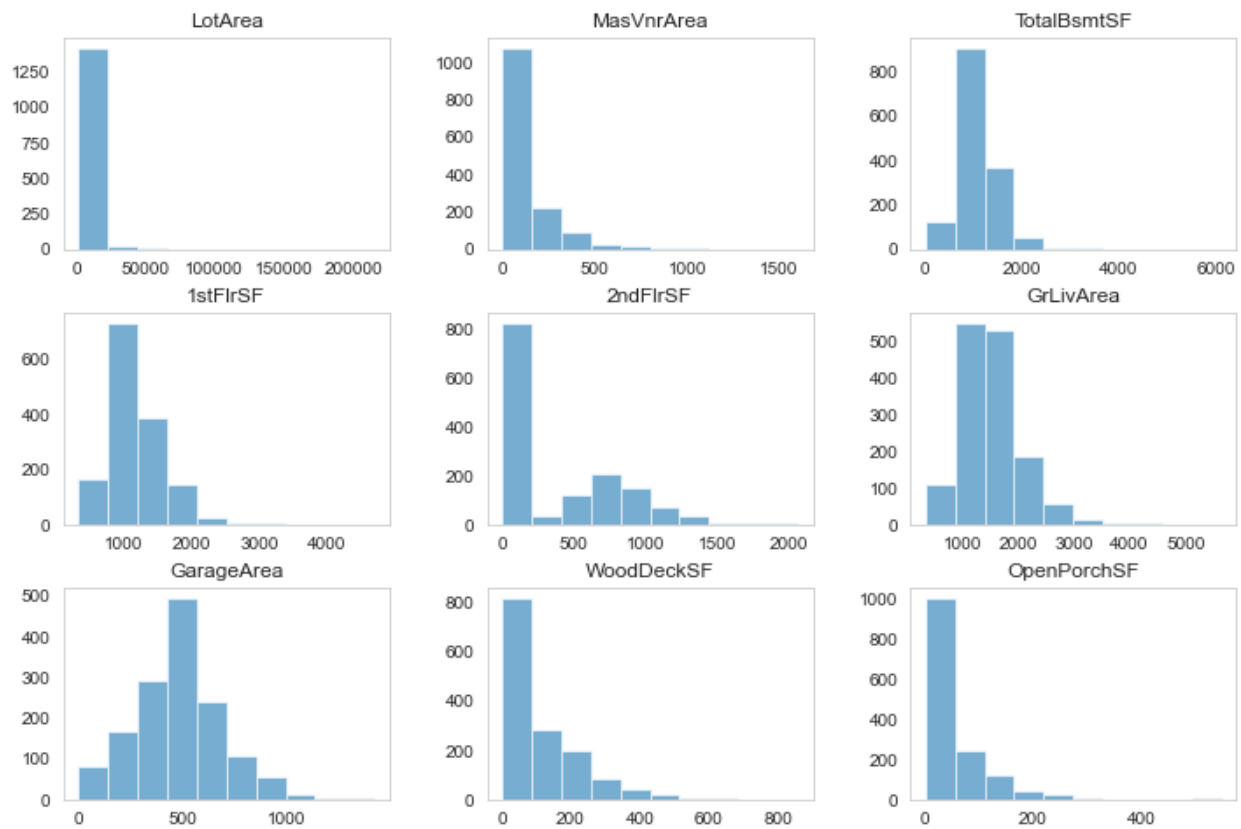 LotArea MasVnrArea TotalBsmtSF
1250 1000 800
1000 800 600
750 600 400
500 400 200
250 200 0
0 0
0 50000 100000 150000 200000 0 500 1000 1500 0 2000 4000 6000
1stFlrSF 2ndFlrSF GrLivArea
600 800 500
400 600 400
200 400 300
0 200 200
0 100
0
1000 2000 3000 4000 0 500 1000 1500 2000 1000 2000 3000 4000 5000
GarageArea WoodDeckSF OpenPorchSF
500 800 1000
400 600 800
300 400 600
200 200 400
100 0 200
0 0
0 500 1000 0 200 400 600 800 0 200 400